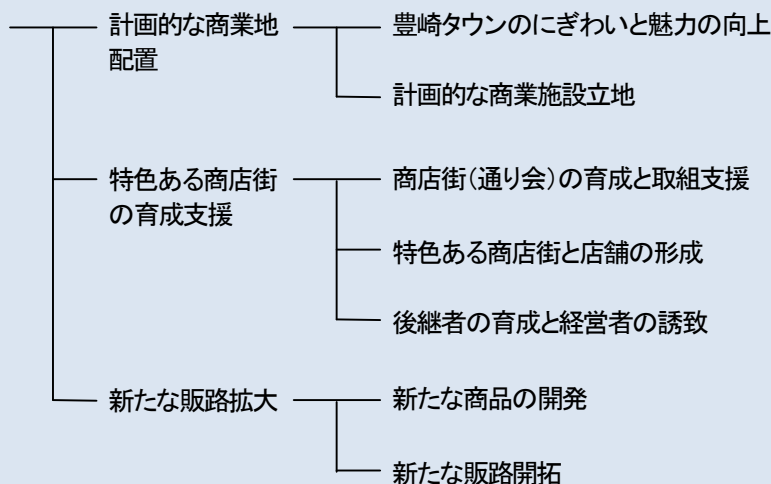 計画的な商業地
配置
豊崎タウンのにぎわいと魅力の向上
計画的な商業施設立地
特色ある商店街
の育成支援
商店街(通り会)の育成と取組支援
特色ある商店街と店舗の形成
後継者の育成と経営者の誘致
新たな販路拡大
新たな商品の開発
新たな販路開拓